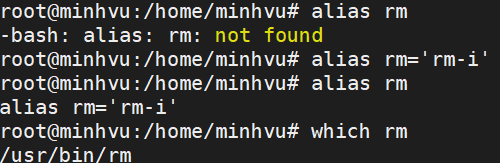 root@minhvu:/home/minhvu# alias rm
-bash: alias: rm: not found
root@minhvu:/home/minhvu# alias rm='rm-i'
root@minhvu:/home/minhvu# alias rm
alias rm='rm-i'
root@minhvu:/home/minhvu# which rm
/usr/bin/rm